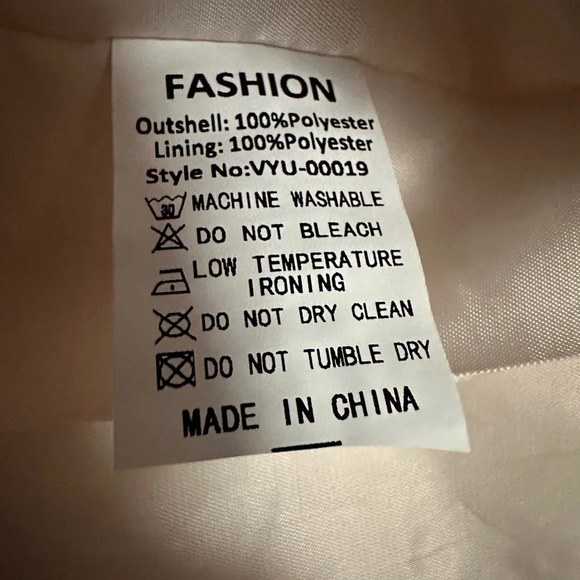 FASHION
Outshell: 100%Polyester
Lining: 100%Polyester
Style No:VYU-00019
30 MACHINE WASHABLE
DO NOT BLEACH
LOW TEMPERATURE
IRONING
DO NOT DRY CLEAN
DO NOT TUMBLE DRY
MADE IN CHINA